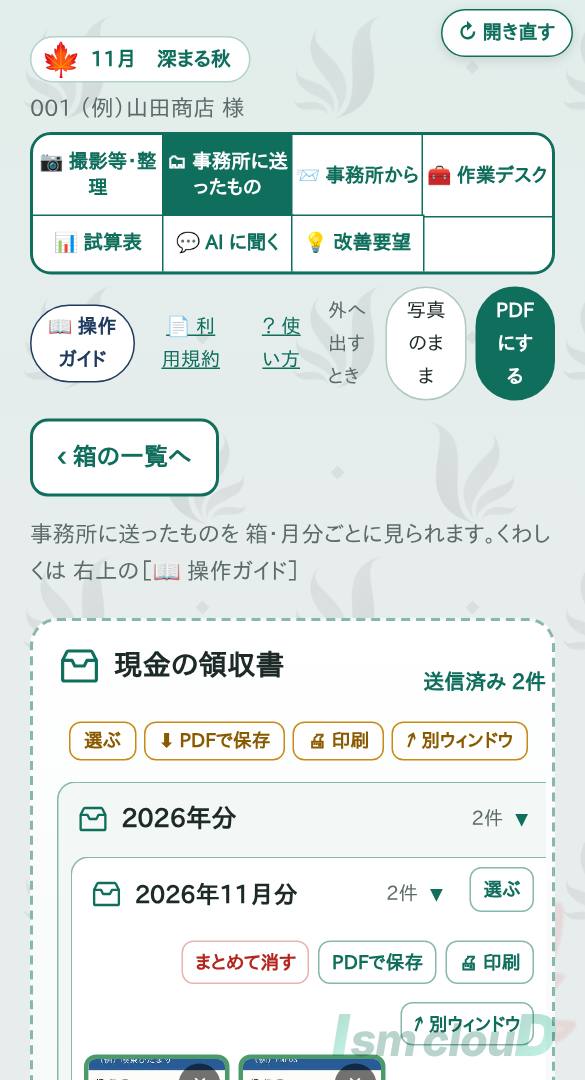 開き直す
11月 深まる秋
001 (例)山田商店 様
撮影等・整理
事務所に送ったもの
事務所から
作業デスク
試算表
AI に聞く
改善要望
操作ガイド
利用規約
? 使い方
外へ出すとき
写真のまま
PDFにする
‹ 箱の一覧へ
事務所に送ったものを 箱・月分ごとに見られます。くわし
くは 右上の[📖 操作ガイド]
現金の領収書
送信済み 2件
選ぶ
⬇ PDFで保存
🖨 印刷
↗ 別ウィンドウ
2026年分
2件 ▼
2026年11月分
2件 ▼
選ぶ
まとめて消す
PDFで保存
🖨 印刷
↗ 別ウィンドウ
Ism clouD